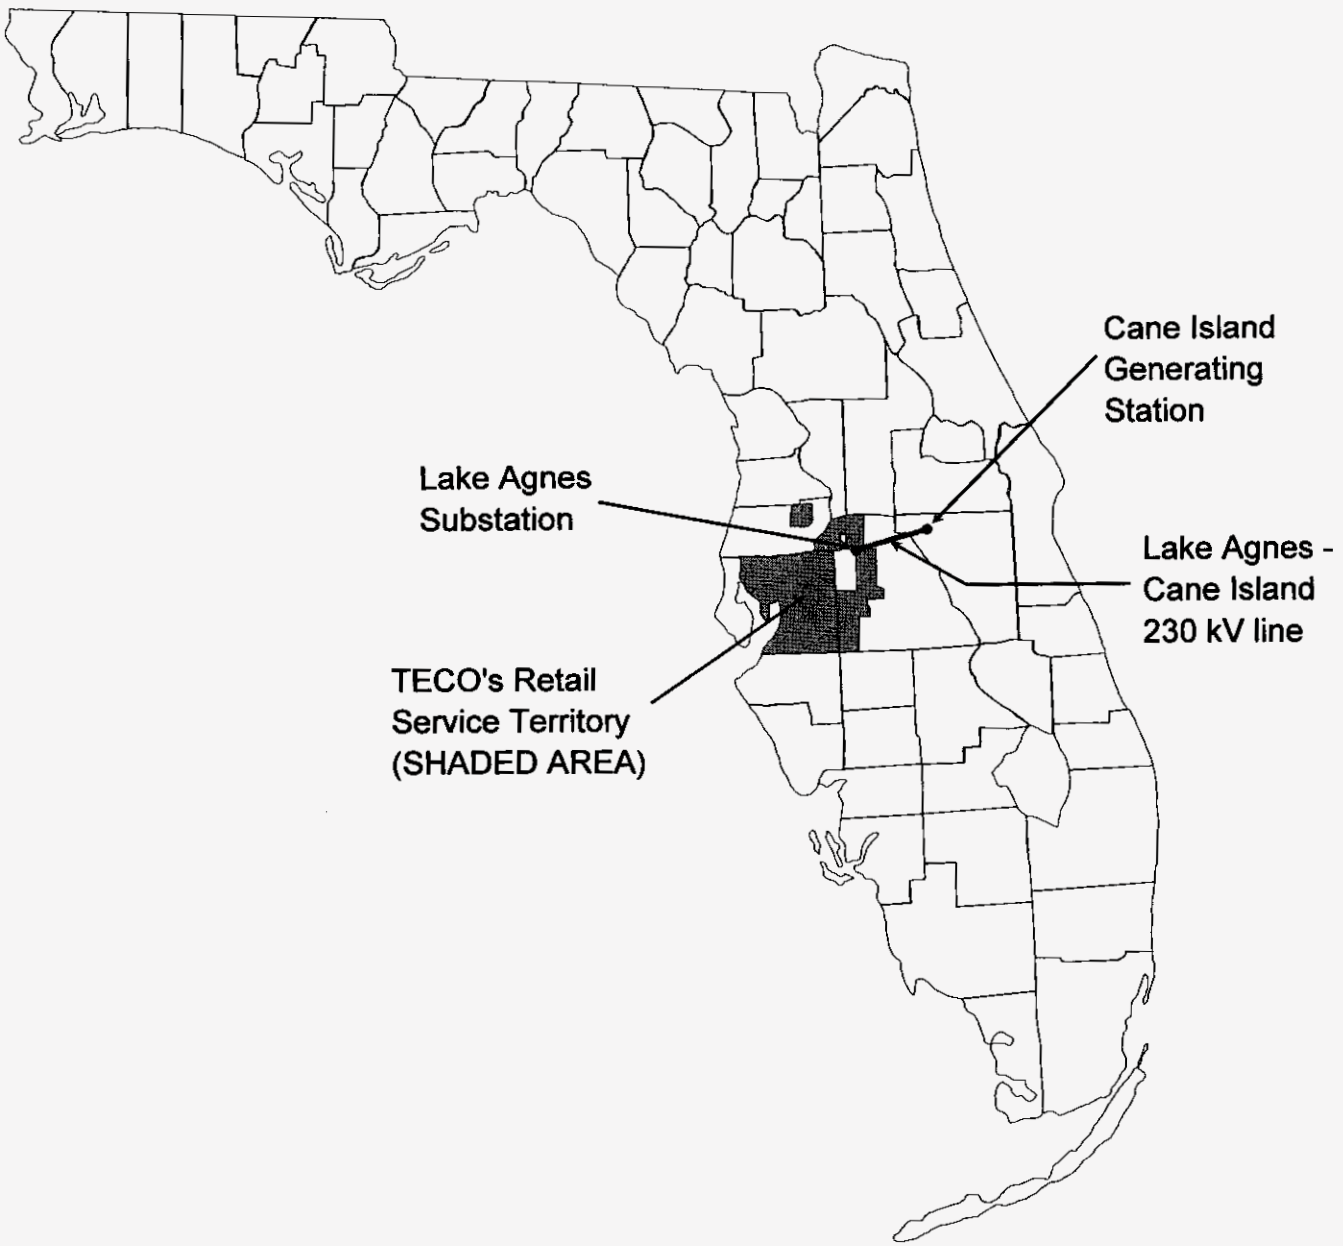 Cane Island
Generating
Station
Lake Agnes
Substation
Lake Agnes -
Cane Island
230 kV line
TECO's Retail
Service Territory
(SHADED AREA)